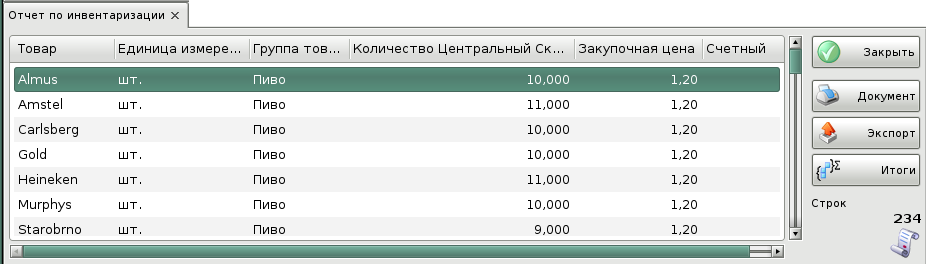 Отчет по инвентаризации ×
Товар Единица измере... Группа тов... Количество Центральный Ск... Закупочная цена Счетный
Almus шт. Пиво 10,000 1,20
Amstel шт. Пиво 11,000 1,20
Carlsberg шт. Пиво 10,000 1,20
Gold шт. Пиво 10,000 1,20
Heineken шт. Пиво 11,000 1,20
Murphys шт. Пиво 10,000 1,20
Starobrno шт. Пиво 9,000 1,20
Закрыть
Документ
Экспорт
{}Σ Итоги
Строк
234